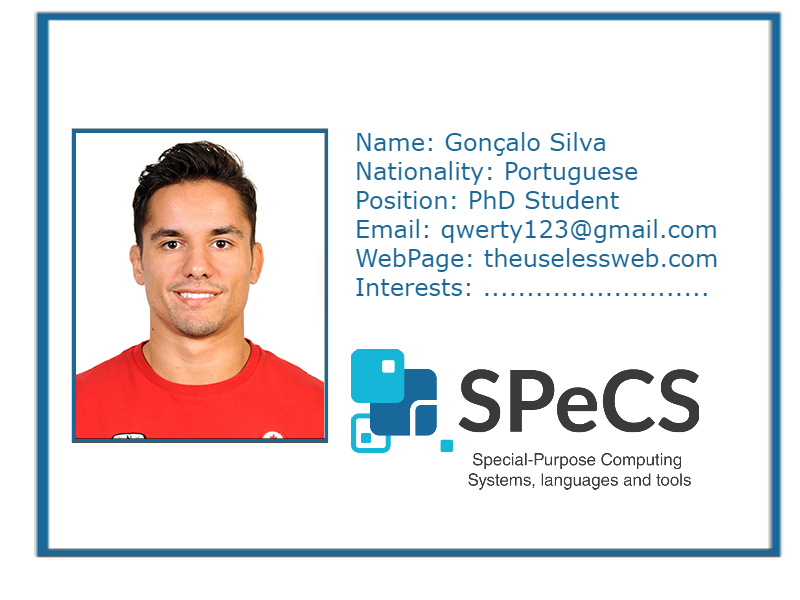 Name: Gonçalo Silva
Nationality: Portuguese
Position: PhD Student
Email: qwerty123@gmail.com
WebPage: theuselessweb.com
Interests: ..........................
SPeCS
Special-Purpose Computing
Systems, languages and tools